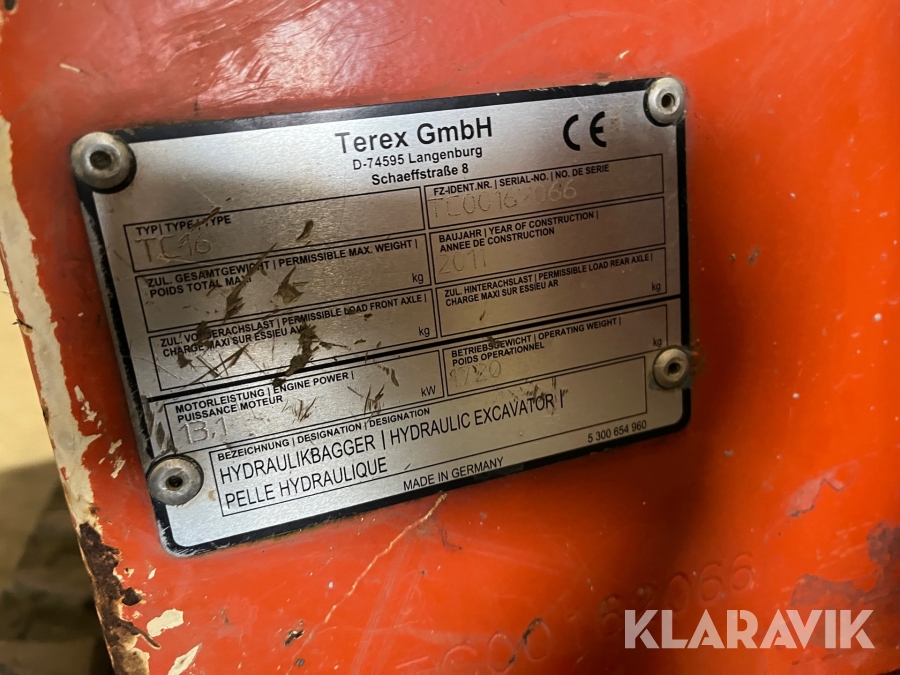 Terex GmbH
D-74595 Langenburg
Schaeffstraße 8
CE
TYP | TYPE | TYPE
TC16
FZ-IDENT.NR. | SERIAL-NO. | NO. DE SERIE
ZUL. GESAMTGEWICHT | PERMISSIBLE MAX. WEIGHT |
POIDS TOTAL MAXI
kg
BAUJAHR | YEAR OF CONSTRUCTION |
ANNEE DE CONSTRUCTION
2011
ZUL. VORDERACHSLAST | PERMISSIBLE LOAD FRONT AXLE |
CHARGE MAXI SUR ESSIEU AV
kg
ZUL. HINTERACHSLAST | PERMISSIBLE LOAD REAR AXLE |
CHARGE MAXI SUR ESSIEU AR
kg
MOTORLEISTUNG | ENGINE POWER |
PUISSANCE MOTEUR
13,1
kW
BETRIEBSGEWICHT | OPERATING WEIGHT |
POIDS OPERATIONNEL
1720
kg
BEZEICHNUNG | DESIGNATION | DESIGNATION
HYDRAULIKBAGGER | HYDRAULIC EXCAVATOR |
PELLE HYDRAULIQUE
MADE IN GERMANY
5 300 654 960
KLARAVIK